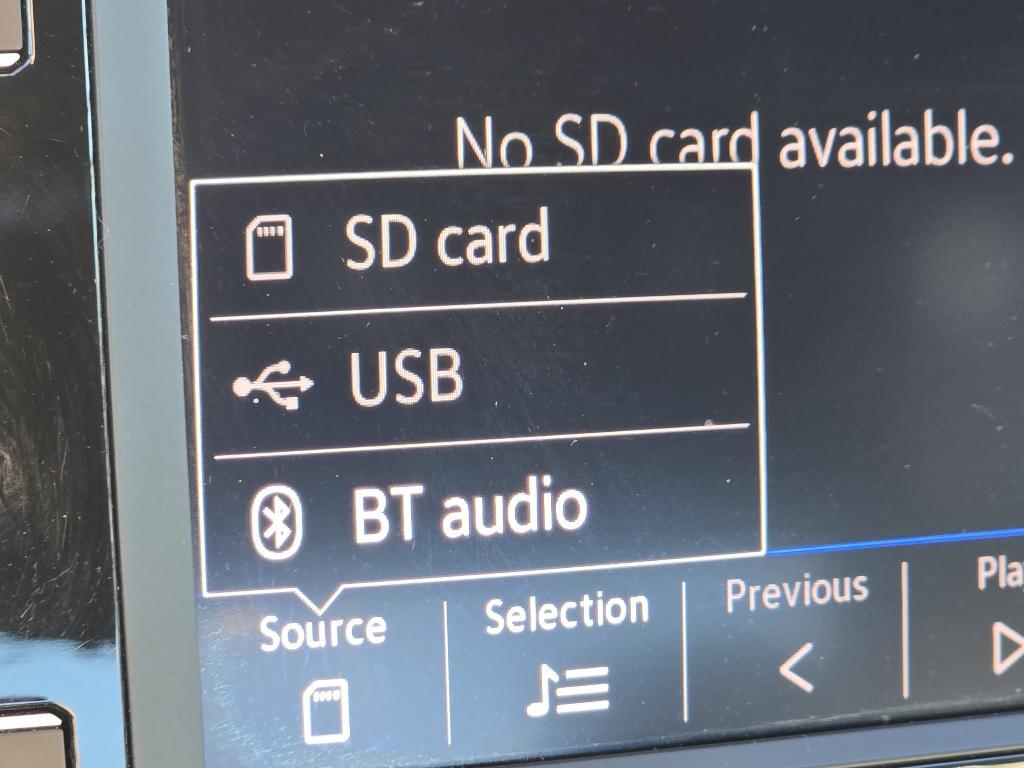 No SD card available.
SD card
USB
BT audio
Source
Selection
Previous